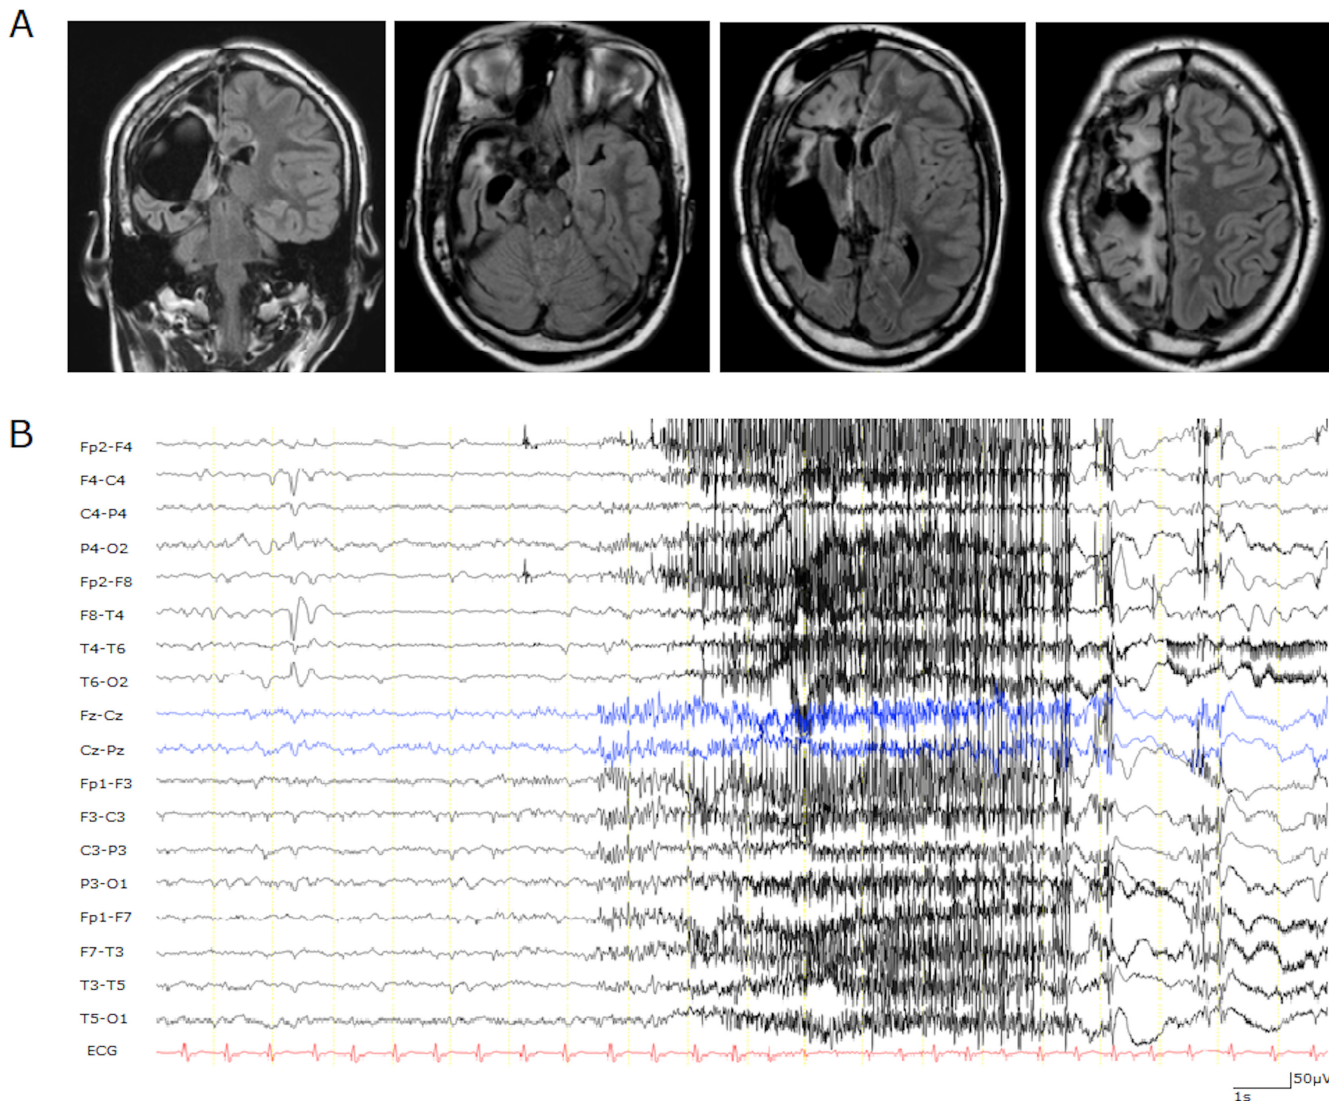 A
B
Fp2-F4
F4-C4
C4-P4
P4-O2
Fp2-F8
F8-T4
T4-T6
T6-O2
Fz-Cz
Cz-Pz
Fp1-F3
F3-C3
C3-P3
P3-O1
Fp1-F7
F7-T3
T3-T5
T5-O1
ECG
50µV
1s